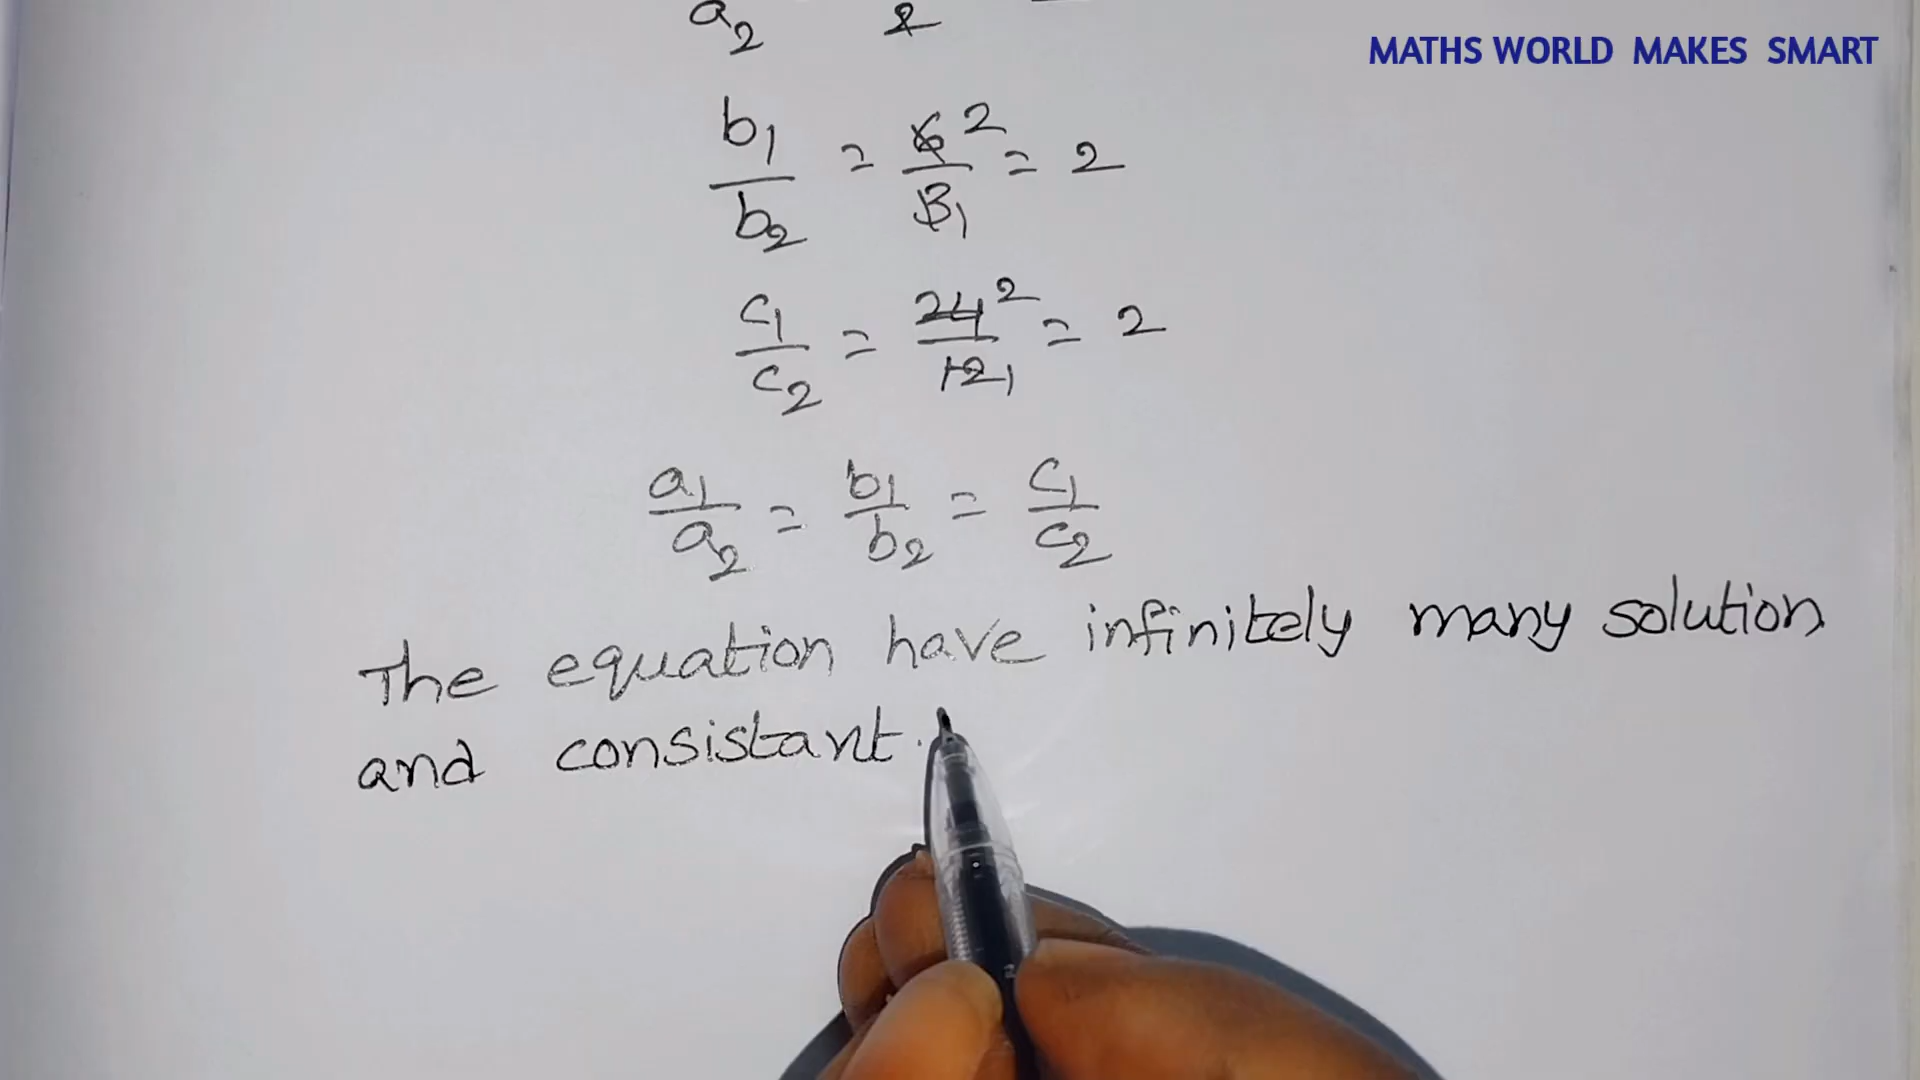 MATHS WORLD MAKES SMART
a2 2
b1/b2 = 6 2/3 1 = 2
c1/c2 = 24 2/12 1 = 2
a1/a2 = b1/b2 = c1/c2
The equation have infinitely many solution
and consistant.